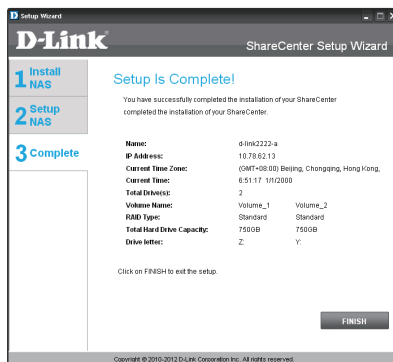 D Setup Wizard
D-Link
ShareCenter Setup Wizard
1 Install NAS
2 Setup NAS
3 Complete
Setup Is Complete!
You have successfully completed the installation of your ShareCenter
completed the installation of your ShareCenter.
Name: d-link2222-a
IP Address: 10.78.62.13
Current Time Zone: (GMT+08:00) Beijing, Chongqing, Hong Kong,
Current Time: 6:51:17 1/1/2000
Total Drive(s): 2
Volume Name: Volume_1 Volume_2
RAID Type: Standard Standard
Total Hard Drive Capacity: 750GB 750GB
Drive letter: Z: Y:
Click on FINISH to exit the setup.
FINISH
Copyright © 2010-2012 D-Link Corporation Inc. All rights reserved.